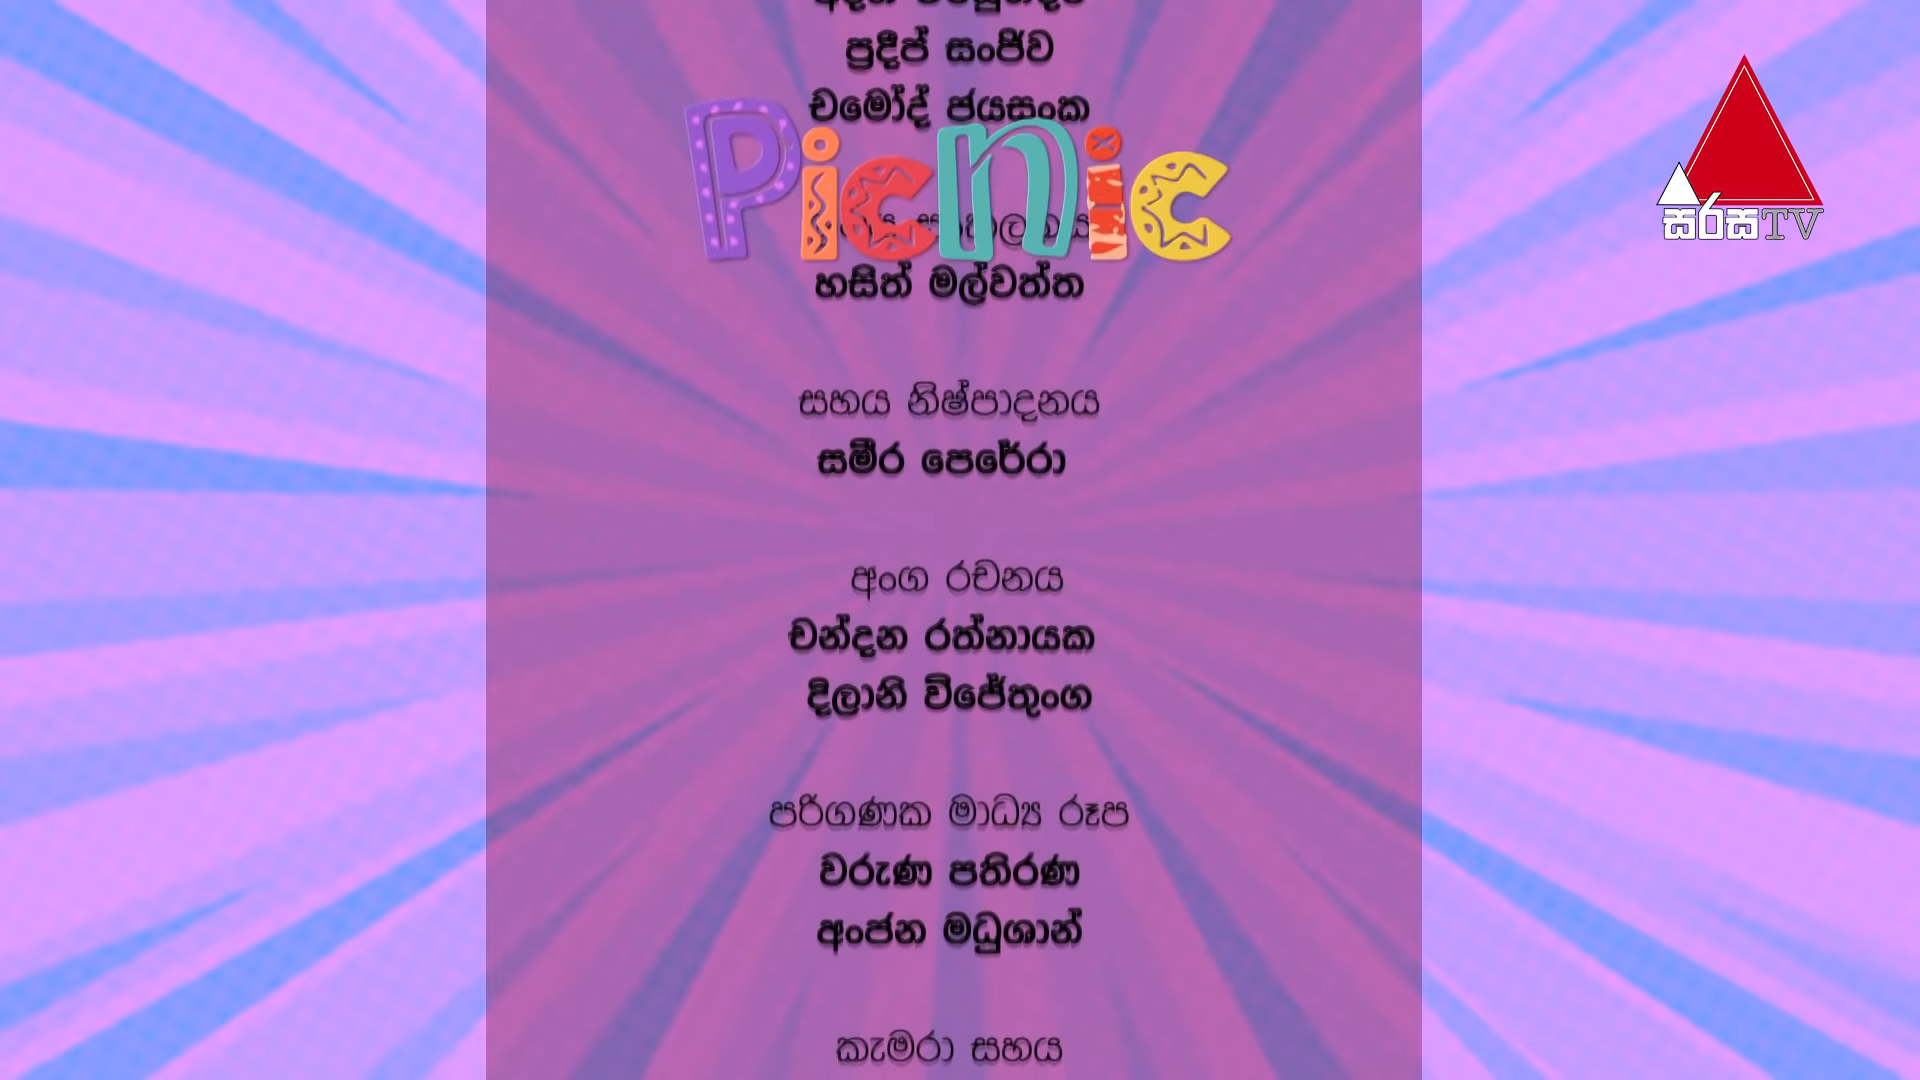 ප්‍රදීප් සංජීව
චමෝද් ජයසංක
Picnic
හසිත් මල්වත්ත
සහය නිෂ්පාදනය
සමීර පෙරේරා
අංග රචනය
චන්දන රත්නායක
දිලානි විජේතුංග
පරිගණක මාධ්‍ය රූප
වරුණ පතිරණ
අංජන මධුශාන්
කැමරා සහය
සිරස TV